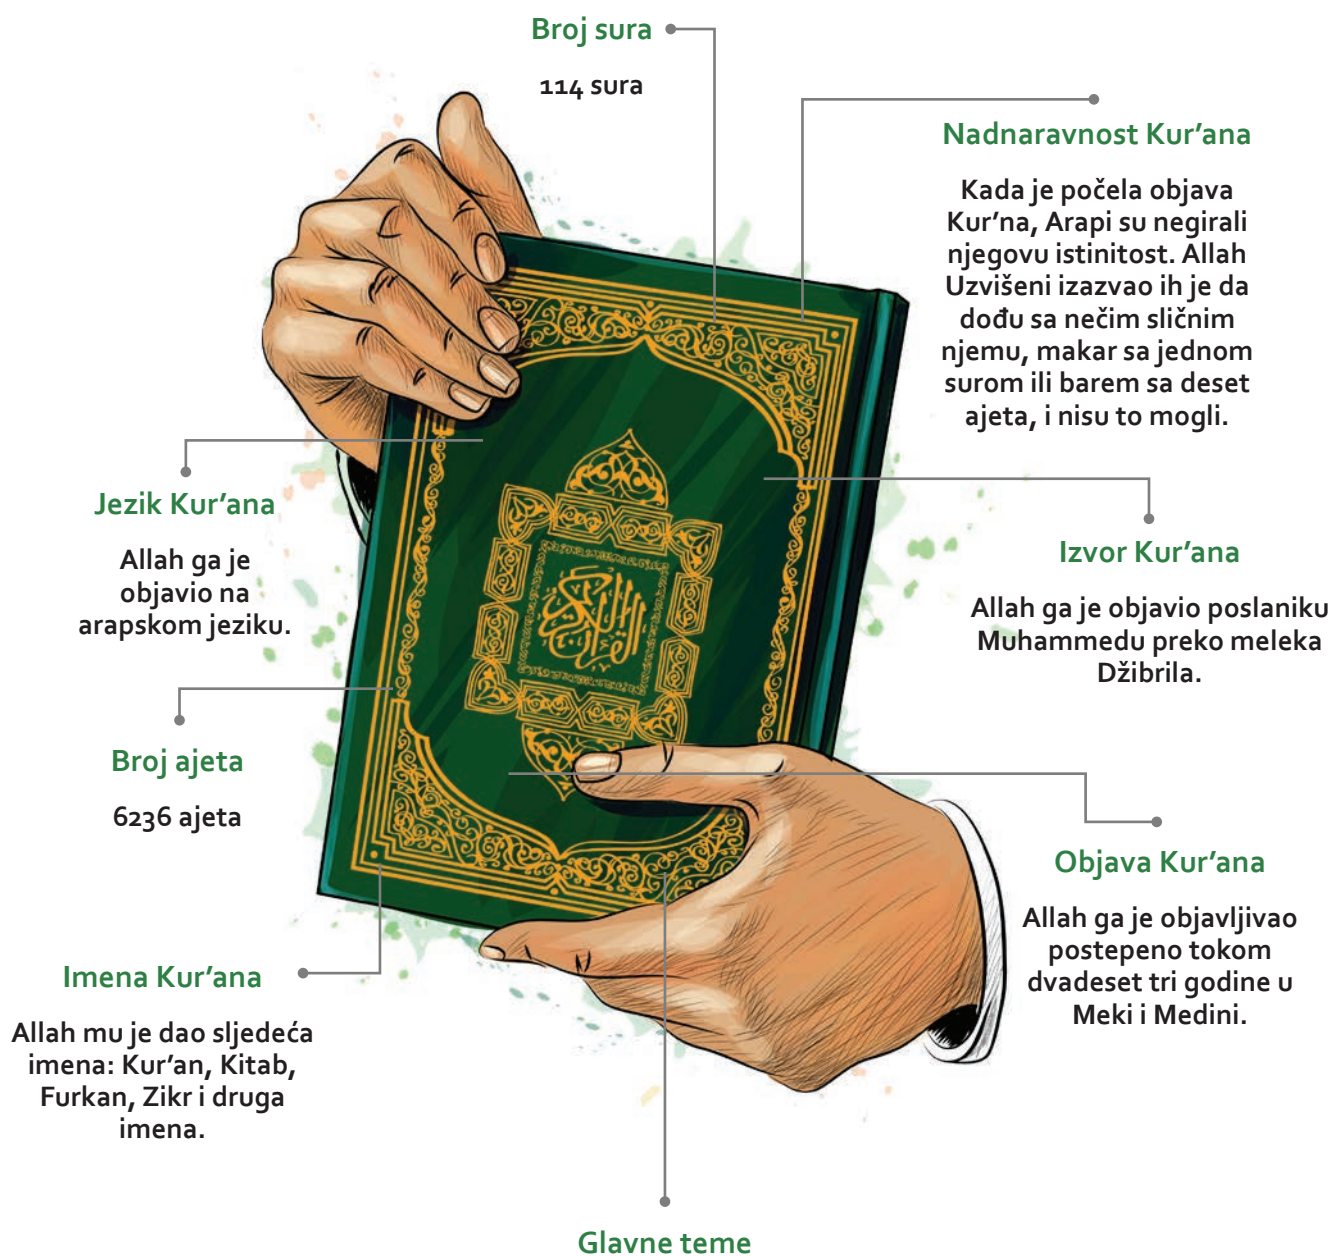 Broj sura
114 sura
Nadnaravnost Kur’ana
Kada je počela objava
Kur’na, Arapi su negirali
njegovu istinitost. Allah
Uzvišeni izazvao ih je da
dođu sa nečim sličnim
njemu, makar sa jednom
surom ili barem sa deset
ajeta, i nisu to mogli.
Jezik Kur’ana
Allah ga je
objavio na
arapskom jeziku.
Izvor Kur’ana
Allah ga je objavio poslaniku
Muhammedu preko meleka
Džibrila.
القرآن الكريم
Broj ajeta
6236 ajeta
Objava Kur’ana
Allah ga je objavljivao
postepeno tokom
dvadeset tri godine u
Meki i Medini.
Imena Kur’ana
Allah mu je dao sljedeća
imena: Kur’an, Kitab,
Furkan, Zikr i druga
imena.
Glavne teme